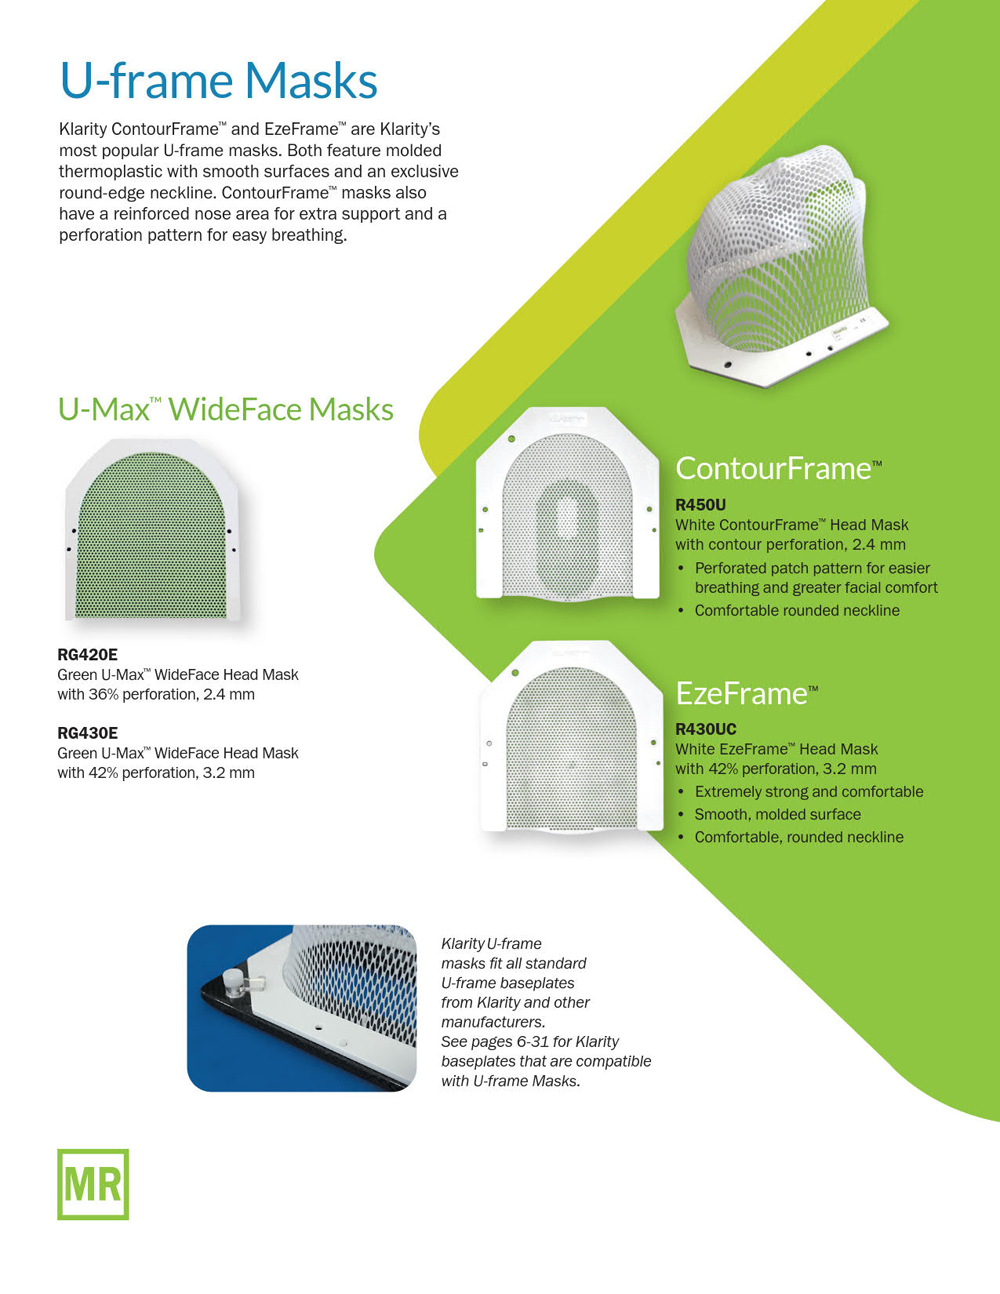 U-frame Masks
Klarity ContourFrame™ and EzeFrame™ are Klarity's
most popular U-frame masks. Both feature molded
thermoplastic with smooth surfaces and an exclusive
round-edge neckline. ContourFrame™ masks also
have a reinforced nose area for extra support and a
perforation pattern for easy breathing.
U-Max™ WideFace Masks
RG420E
Green U-Max™ WideFace Head Mask
with 36% perforation, 2.4 mm
RG430E
Green U-Max™ WideFace Head Mask
with 42% perforation, 3.2 mm
ContourFrame™
R450U
White ContourFrame™ Head Mask
with contour perforation, 2.4 mm
• Perforated patch pattern for easier
breathing and greater facial comfort
• Comfortable rounded neckline
EzeFrame™
R430UC
White EzeFrame™ Head Mask
with 42% perforation, 3.2 mm
• Extremely strong and comfortable
• Smooth, molded surface
• Comfortable, rounded neckline
Klarity U-frame
masks fit all standard
U-frame baseplates
from Klarity and other
manufacturers.
See pages 6-31 for Klarity
baseplates that are compatible
with U-frame Masks.
MR